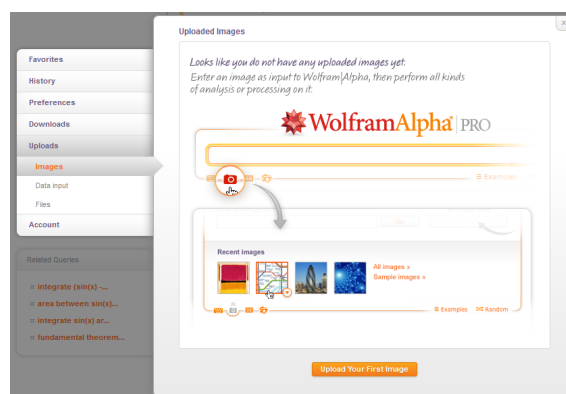 Uploaded Images
x
Favorites
History
Preferences
Downloads
Uploads
Images
Data input
Files
Account
Related Queries
= integrate (sin(x) -...
= area between sin(x)...
= integrate sin(x) ar...
= fundamental theorem...
Looks like you do not have any uploaded images yet.
Enter an image as input to Wolfram|Alpha, then perform all kinds
of analysis or processing on it.
WolframAlpha PRO
Examples
Recent images
All images »
Sample images »
Examples
Random
Upload Your First Image